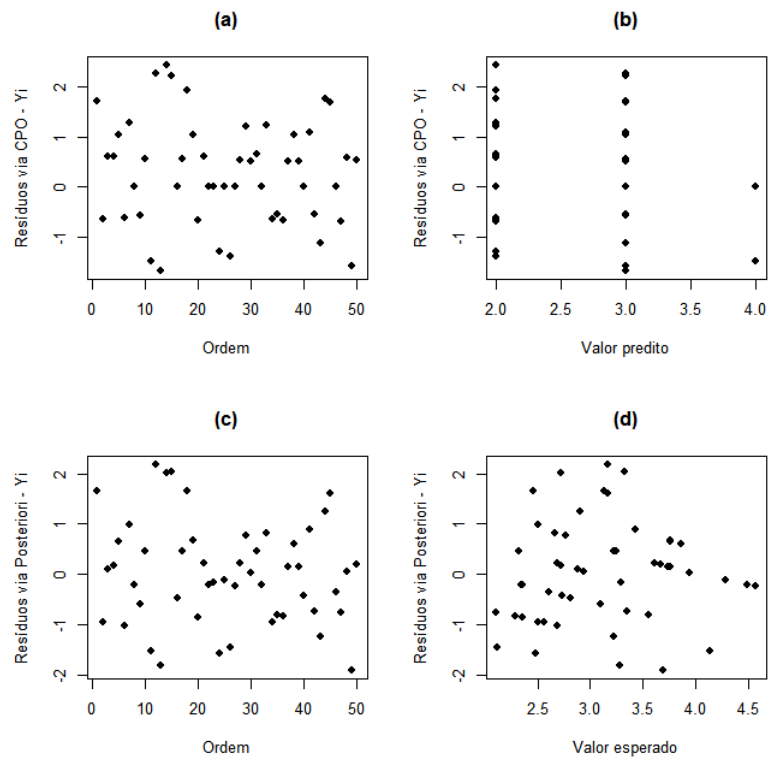 (a)
Resíduos via CPO - Yi
2
1
0
-1
0 10 20 30 40 50
Ordem
(b)
Resíduos via CPO - Yi
2
1
0
-1
2.0 2.5 3.0 3.5 4.0
Valor predito
(c)
Resíduos via Posteriori - Yi
2
1
0
-1
-2
0 10 20 30 40 50
Ordem
(d)
Resíduos via Posteriori - Yi
2
1
0
-1
-2
2.5 3.0 3.5 4.0 4.5
Valor esperado